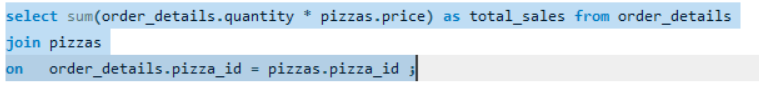 select sum(order_details.quantity * pizzas.price) as total_sales from order_details
join pizzas
on   order_details.pizza_id = pizzas.pizza_id ;